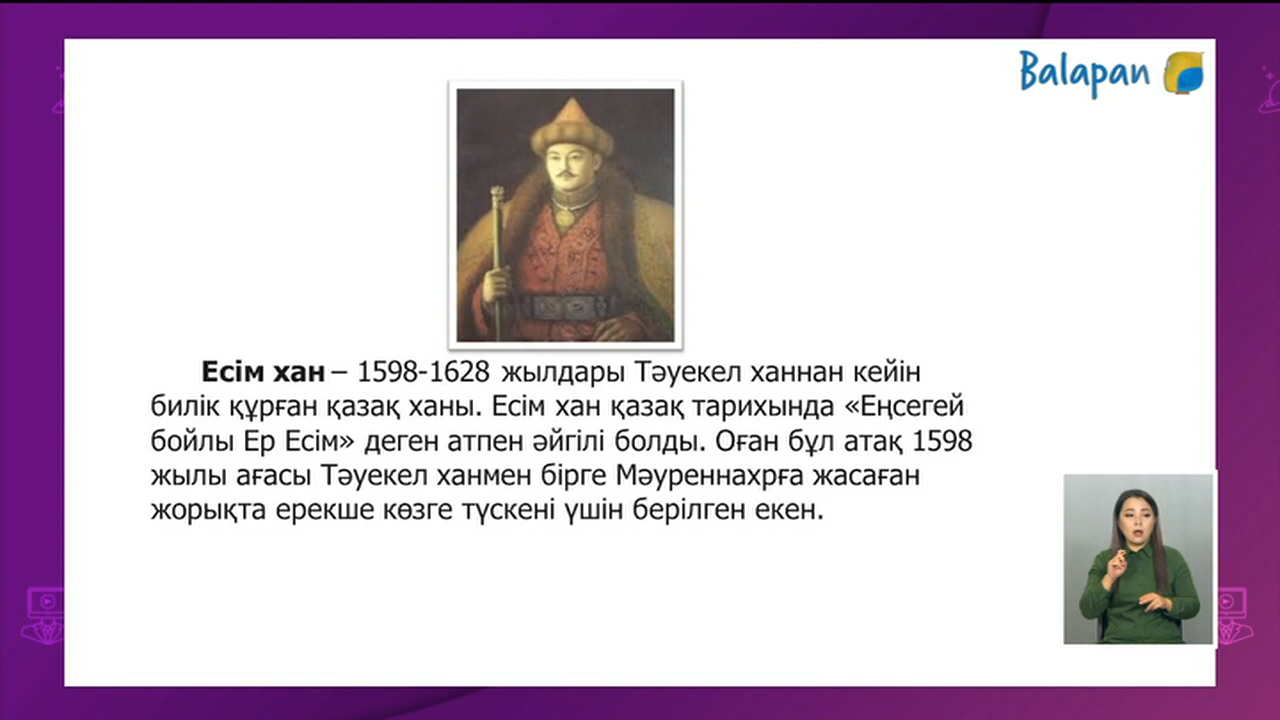 Balapan
Есім хан – 1598-1628 жылдары Тәуекел ханнан кейін
билік құрған қазақ ханы. Есім хан қазақ тарихында «Еңсегей
бойлы Ер Есім» деген атпен әйгілі болды. Оған бұл атақ 1598
жылы ағасы Тәуекел ханмен бірге Мәуреннахрға жасаған
жорықта ерекше көзге түскені үшін берілген екен.